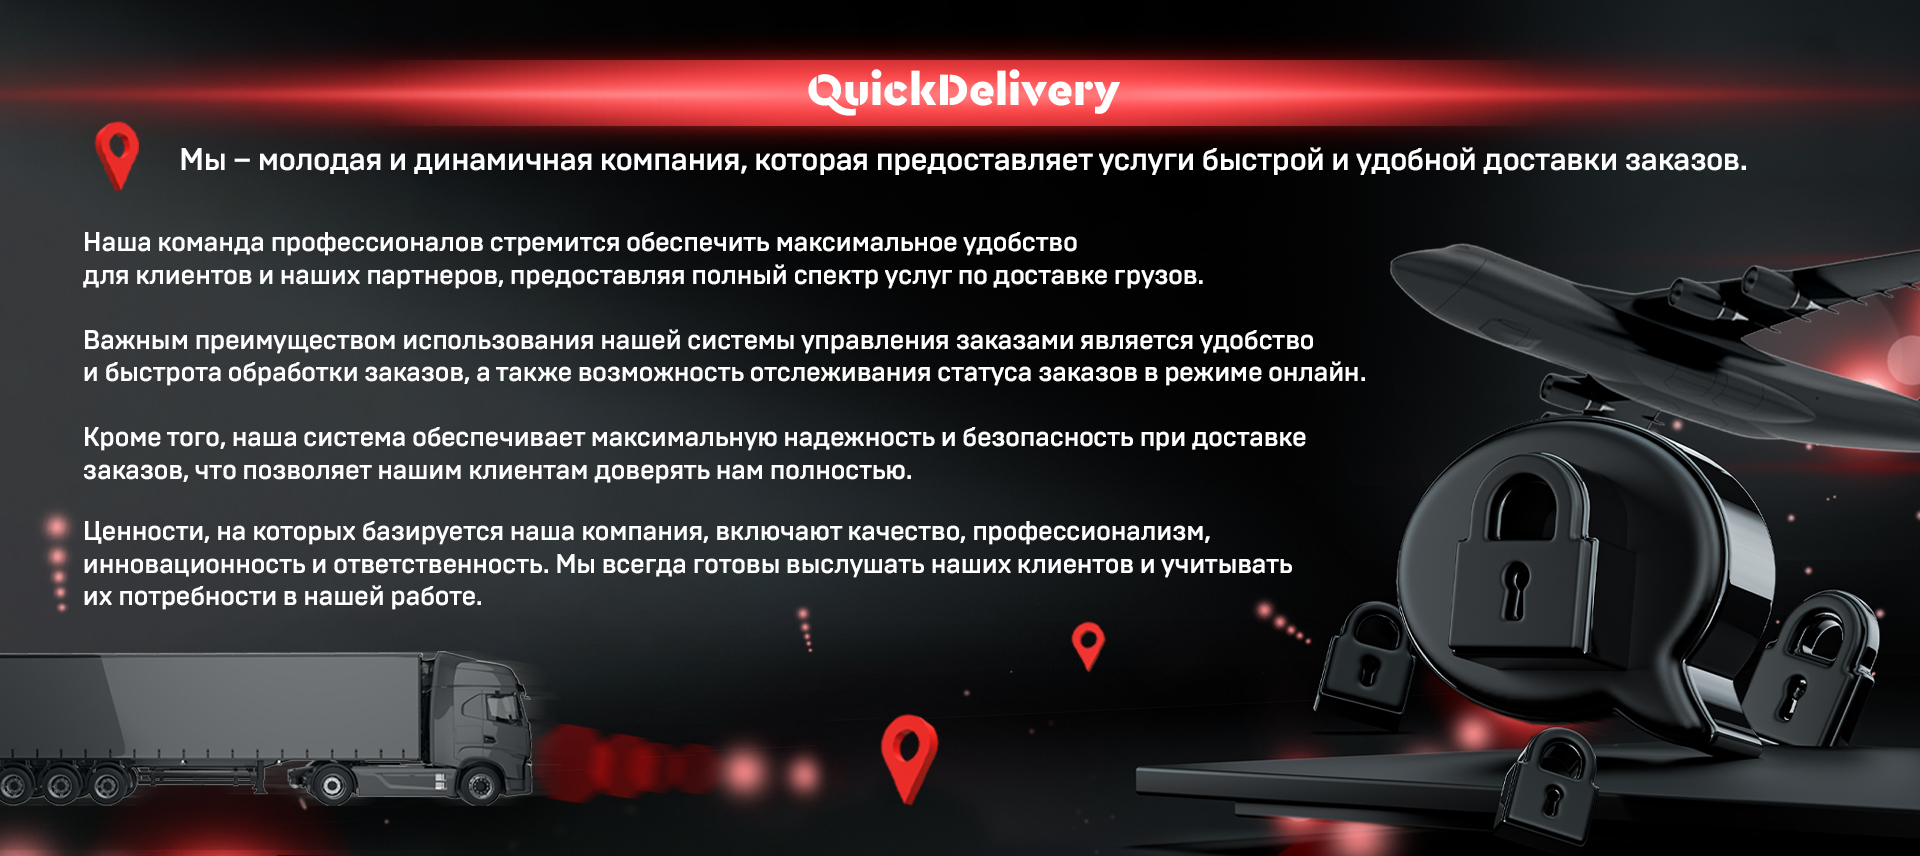 QuickDelivery
Мы – молодая и динамичная компания, которая предоставляет услуги быстрой и удобной доставки заказов.
Наша команда профессионалов стремится обеспечить максимальное удобство
для клиентов и наших партнеров, предоставляя полный спектр услуг по доставке грузов.
Важным преимуществом использования нашей системы управления заказами является удобство
и быстрота обработки заказов, а также возможность отслеживания статуса заказов в режиме онлайн.
Кроме того, наша система обеспечивает максимальную надежность и безопасность при доставке
заказов, что позволяет нашим клиентам доверять нам полностью.
Ценности, на которых базируется наша компания, включают качество, профессионализм,
инновационность и ответственность. Мы всегда готовы выслушать наших клиентов и учитывать
их потребности в нашей работе.